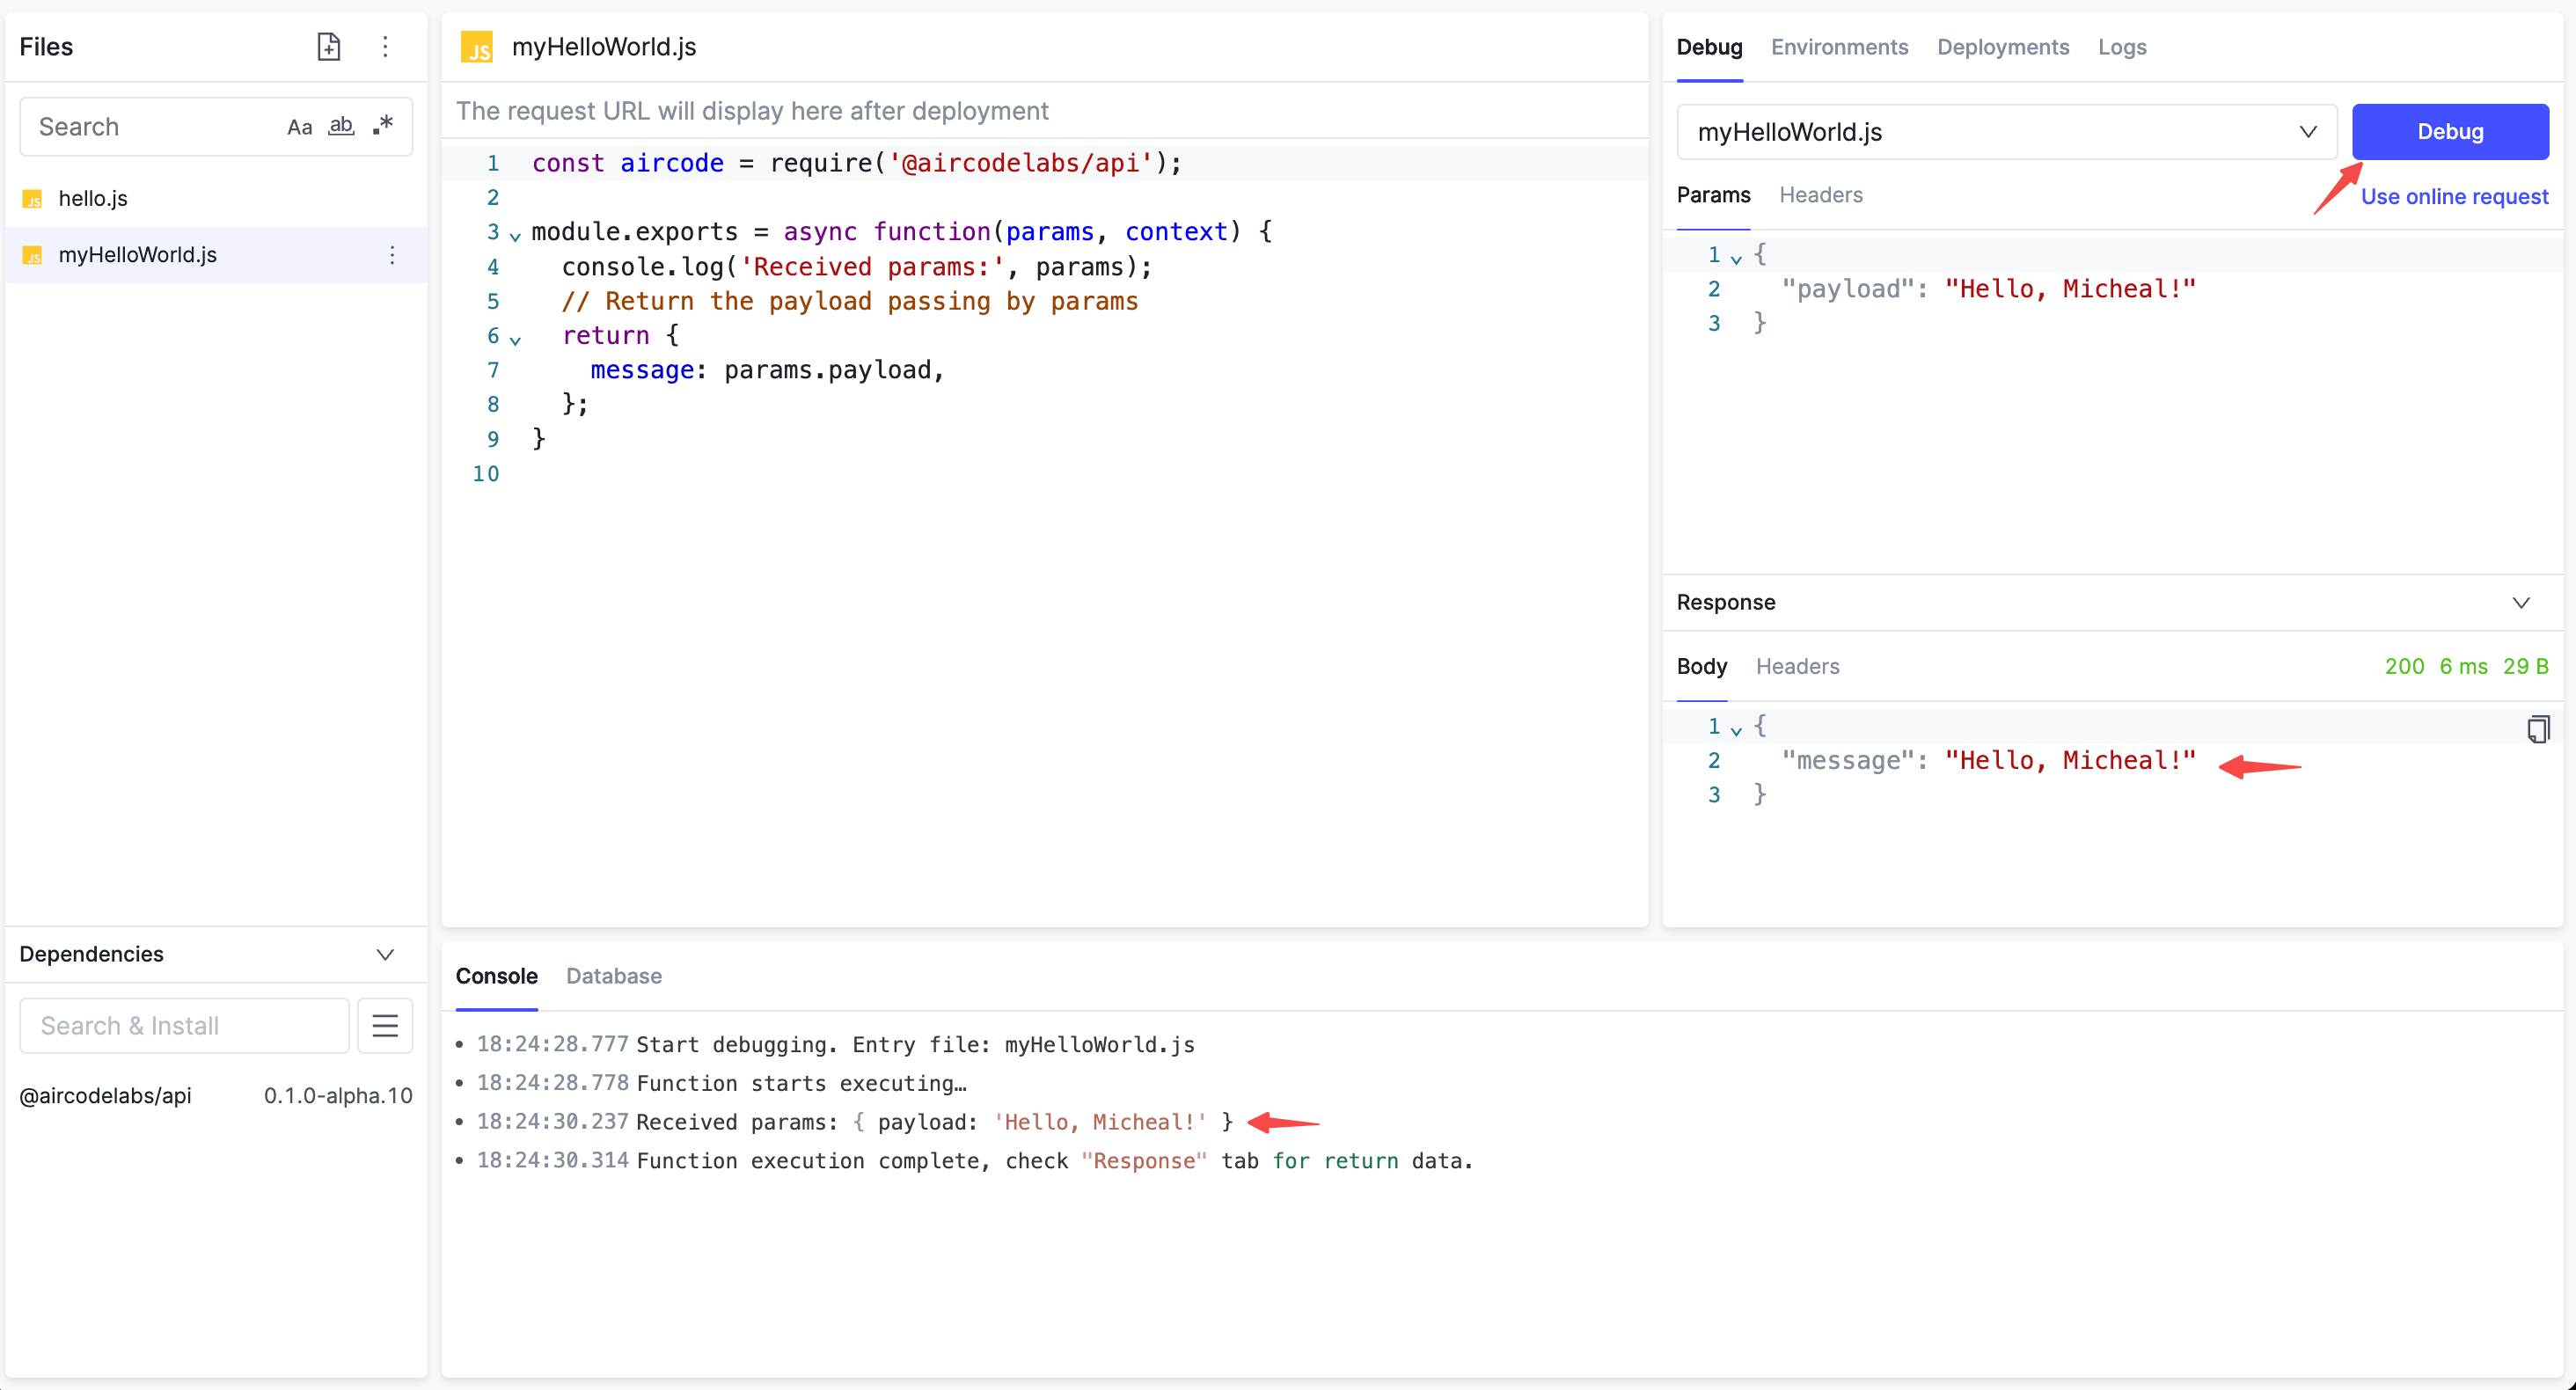 Files
Search Aa ab .*
JS hello.js
JS myHelloWorld.js
Dependencies
Search & Install
@aircodelabs/api 0.1.0-alpha.10
JS myHelloWorld.js
The request URL will display here after deployment
1 const aircode = require('@aircodelabs/api');
2
3 module.exports = async function(params, context) {
4 console.log('Received params:', params);
5 // Return the payload passing by params
6 return {
7 message: params.payload,
8 };
9 }
10
Debug Environments Deployments Logs
myHelloWorld.js Debug
Params Headers Use online request
1 {
2 "payload": "Hello, Micheal!"
3 }
Response
Body Headers 200 6 ms 29 B
1 {
2 "message": "Hello, Micheal!"
3 }
Console Database
• 18:24:28.777 Start debugging. Entry file: myHelloWorld.js
• 18:24:28.778 Function starts executing…
• 18:24:30.237 Received params: { payload: 'Hello, Micheal!' }
• 18:24:30.314 Function execution complete, check "Response" tab for return data.